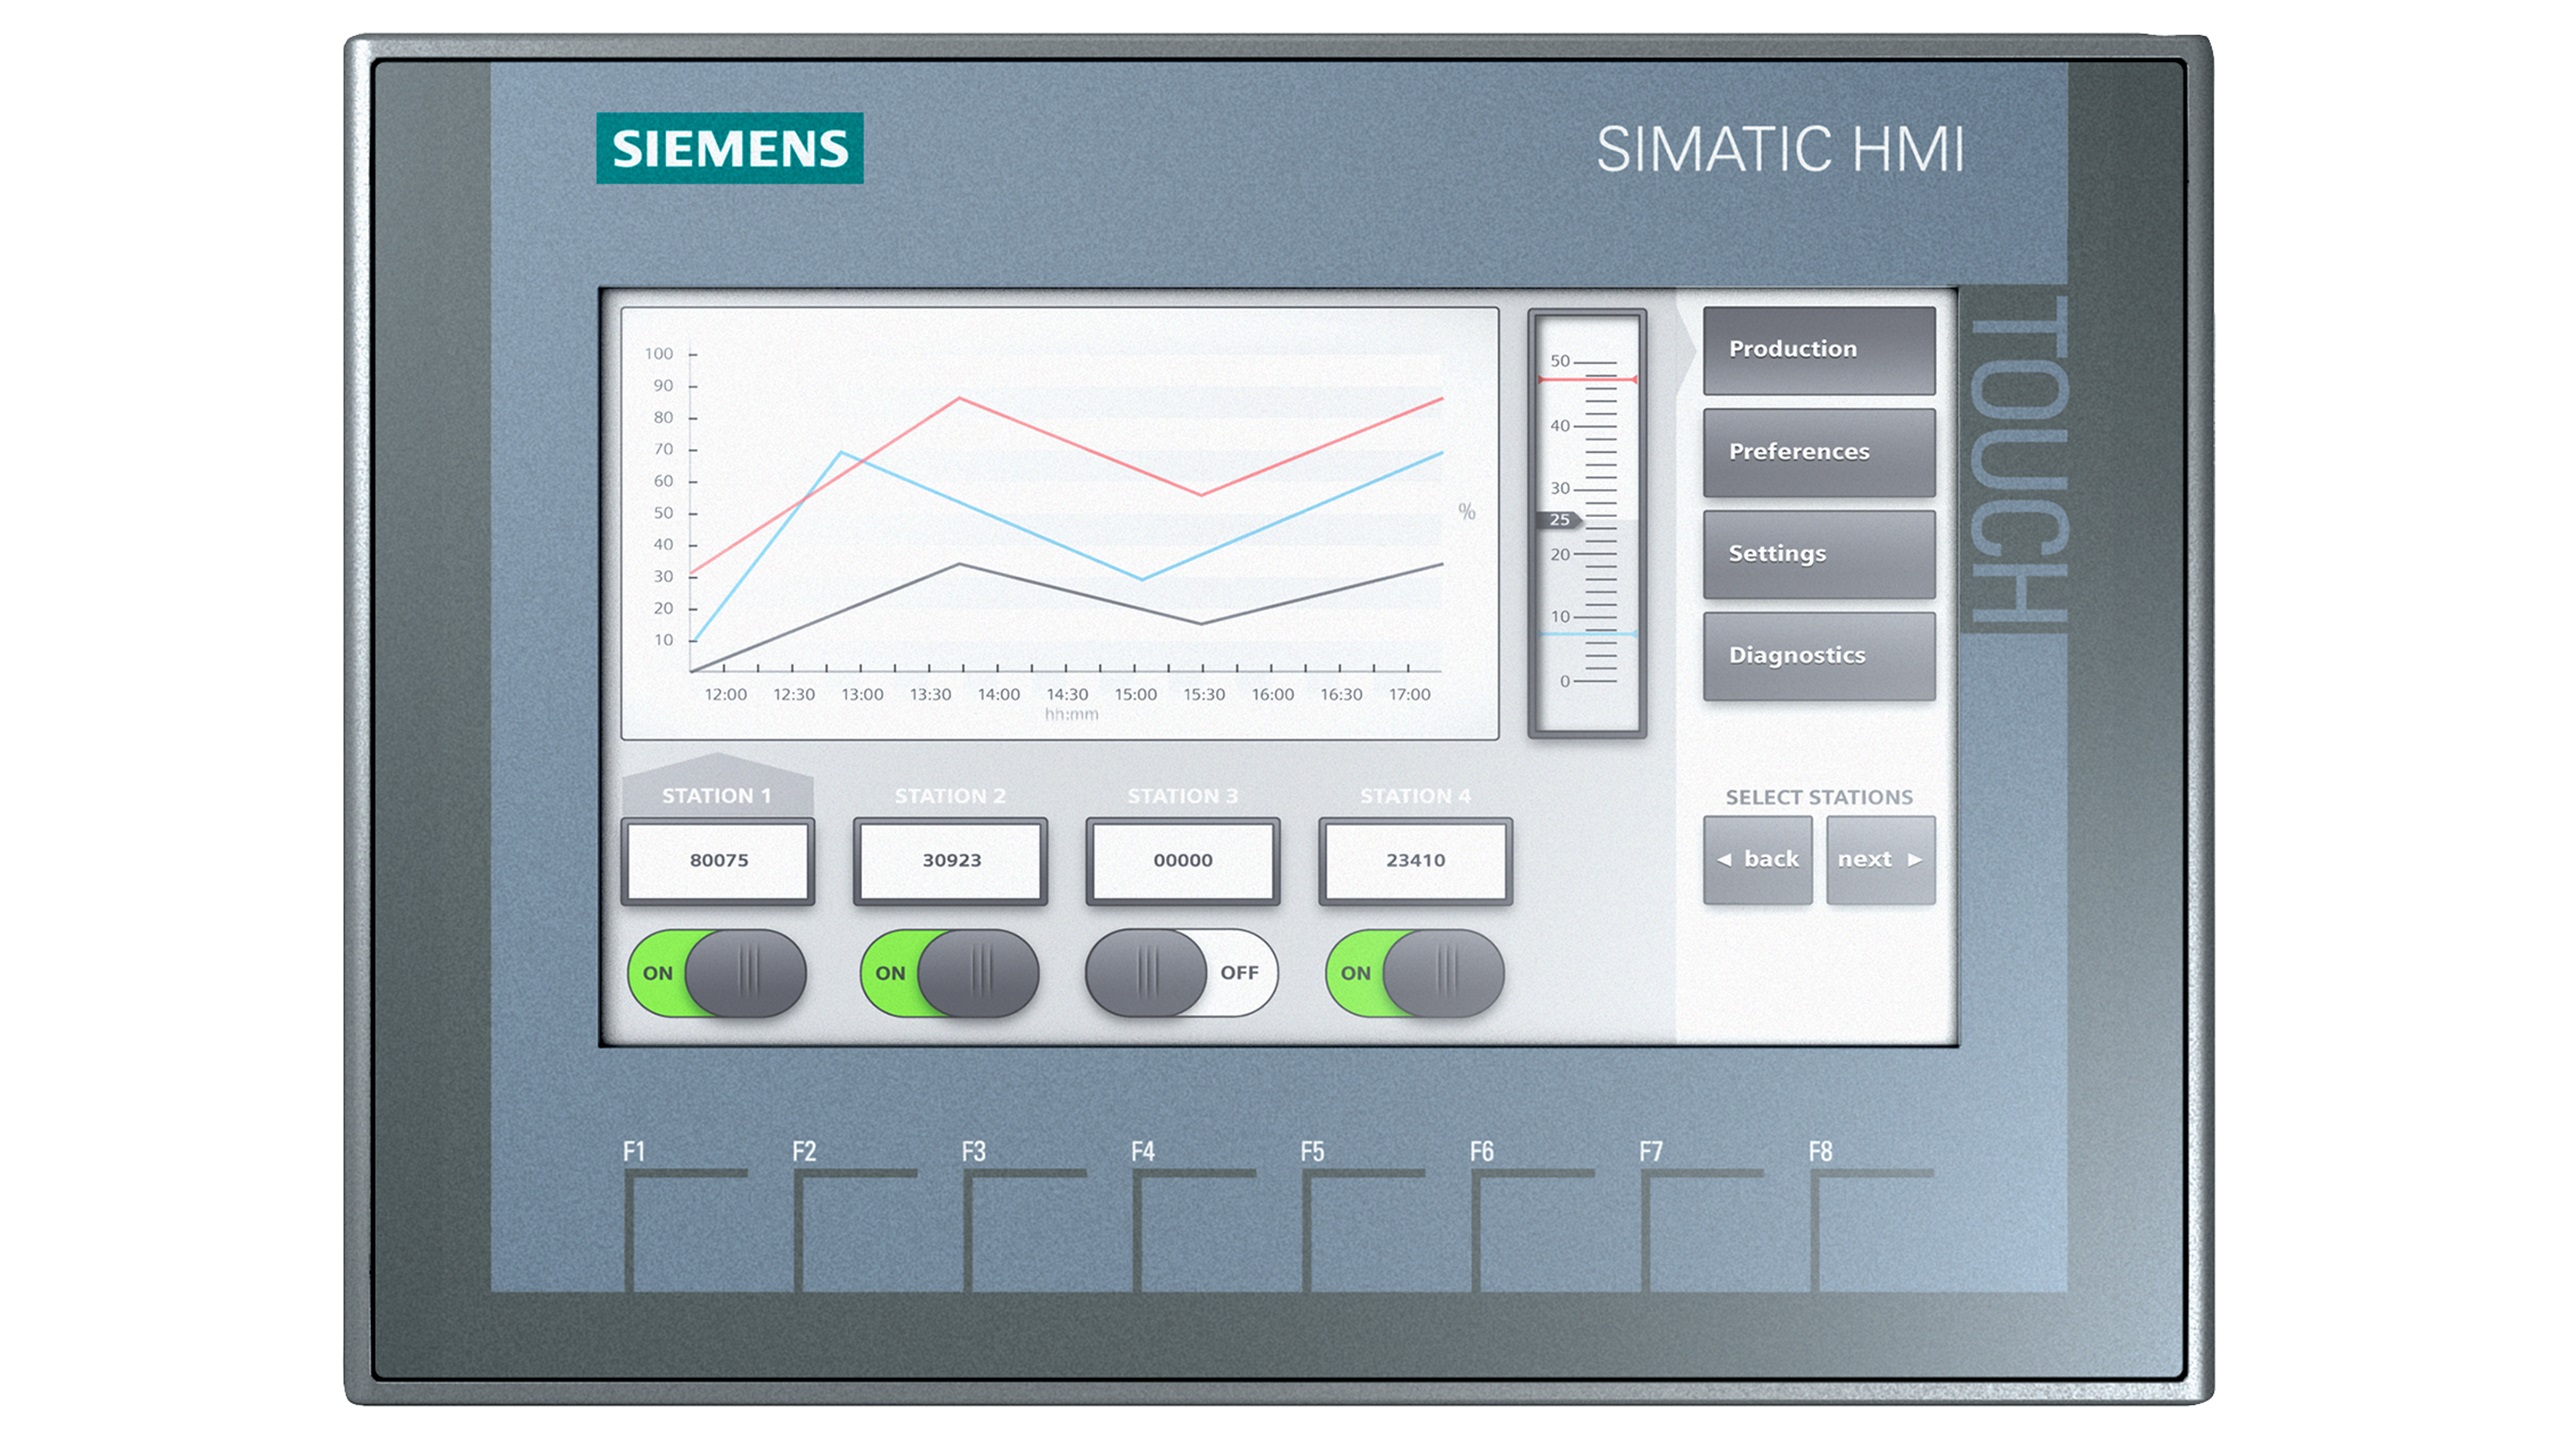 SIEMENS
SIMATIC HMI
TOUCH
100
90
80
70
60
50
40
30
20
10
%
12:00 12:30 13:00 13:30 14:00 14:30 15:00 15:30 16:00 16:30 17:00
hh:mm
50
40
30
25
20
10
0
Production
Preferences
Settings
Diagnostics
STATION 1 STATION 2 STATION 3 STATION 4
80075 30923 00000 23410
ON ON OFF ON
SELECT STATIONS
◄ back next ►
F1 F2 F3 F4 F5 F6 F7 F8